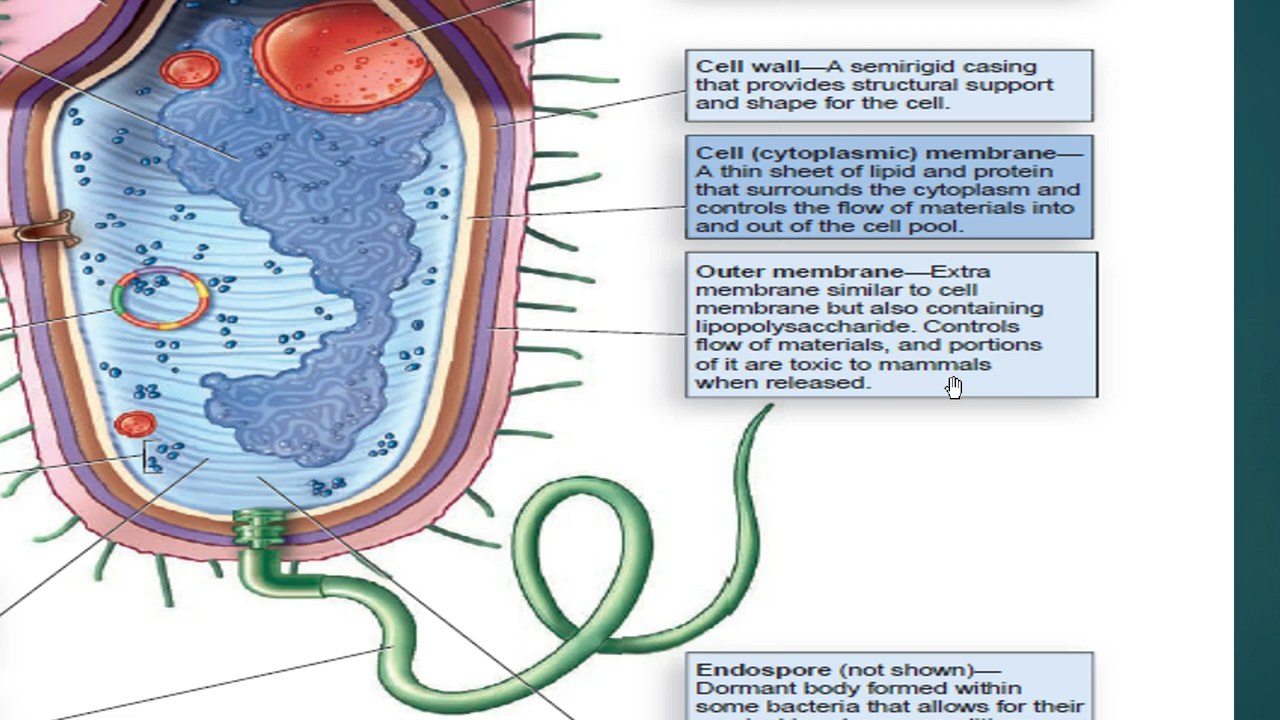 Cell wall—A semirigid casing
that provides structural support
and shape for the cell.
Cell (cytoplasmic) membrane—
A thin sheet of lipid and protein
that surrounds the cytoplasm and
controls the flow of materials into
and out of the cell pool.
Outer membrane—Extra
membrane similar to cell
membrane but also containing
lipopolysaccharide. Controls
flow of materials, and portions
of it are toxic to mammals
when released.
Endospore (not shown)—
Dormant body formed within
some bacteria that allows for their